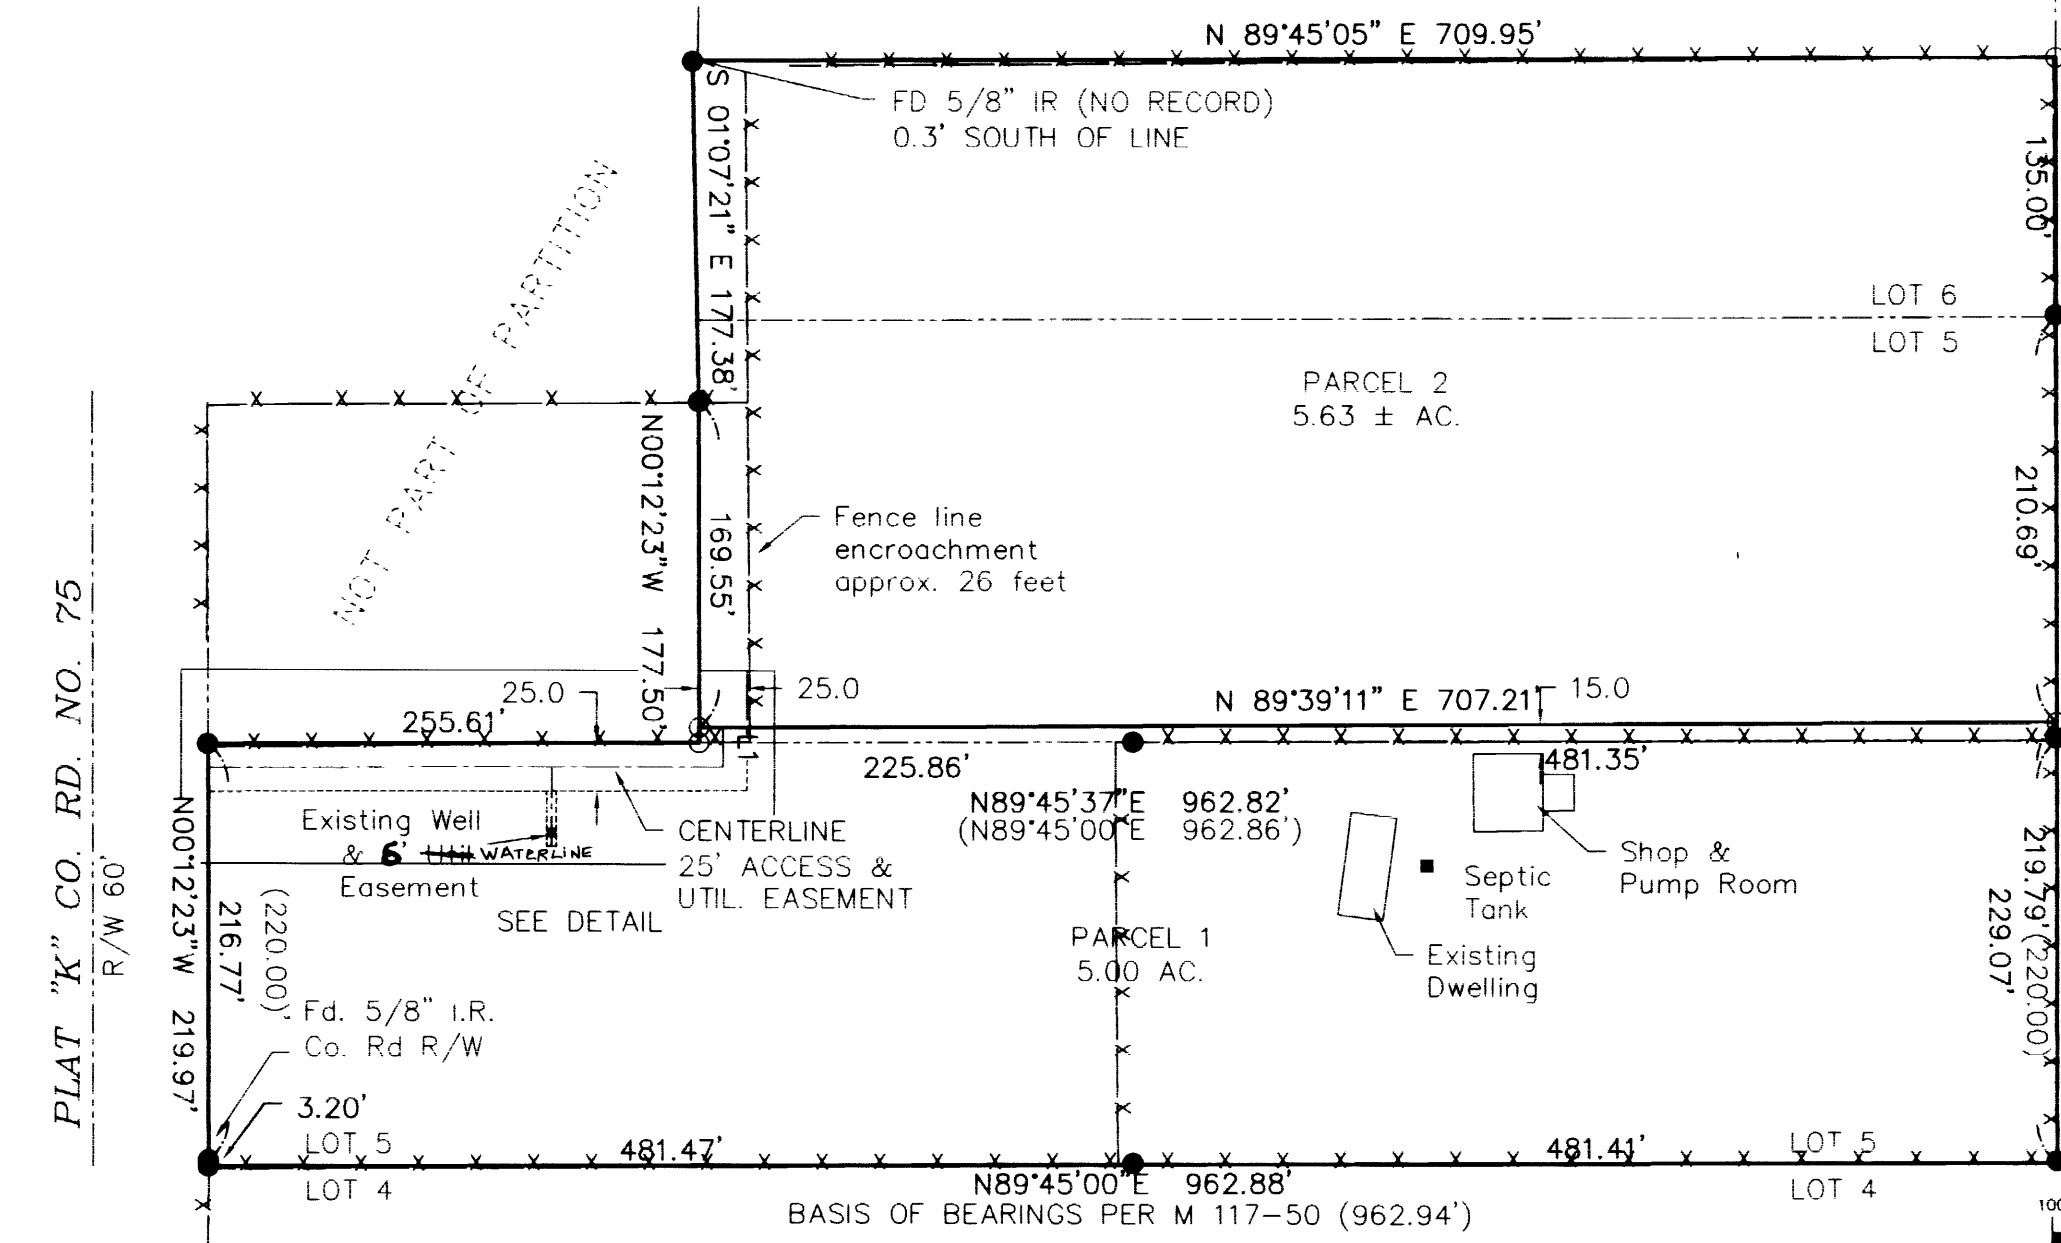 N 89°45'05" E 709.95'
FD 5/8" IR (NO RECORD)
0.3' SOUTH OF LINE
S 01°07'21" E 177.38'
135.00'
NOT PART OF PARTITION
LOT 6
LOT 5
PARCEL 2
5.63 ± AC.
N00°12'23"W 177.50'
169.55'
Fence line
encroachment
approx. 26 feet
210.69'
PLAT "K" CO. RD. NO. 75
R/W 60'
25.0
25.0
N 89°39'11" E 707.21'
15.0
255.61'
L1
225.86'
481.35'
N89°45'37"E 962.82'
(N89°45'00"E 962.86')
Existing Well
& 6' Util WATERLINE
Easement
CENTERLINE
25' ACCESS &
UTIL. EASEMENT
SEE DETAIL
Shop &
Pump Room
Septic
Tank
Existing
Dwelling
PARCEL 1
5.00 AC.
N00°12'23"W 219.97'
216.77'
(220.00')
219.79' (220.00)
229.07'
Fd. 5/8" I.R.
Co. Rd R/W
3.20'
LOT 5
LOT 4
481.47'
481.41'
LOT 5
LOT 4
N89°45'00"E 962.88'
BASIS OF BEARINGS PER M 117-50 (962.94')
100